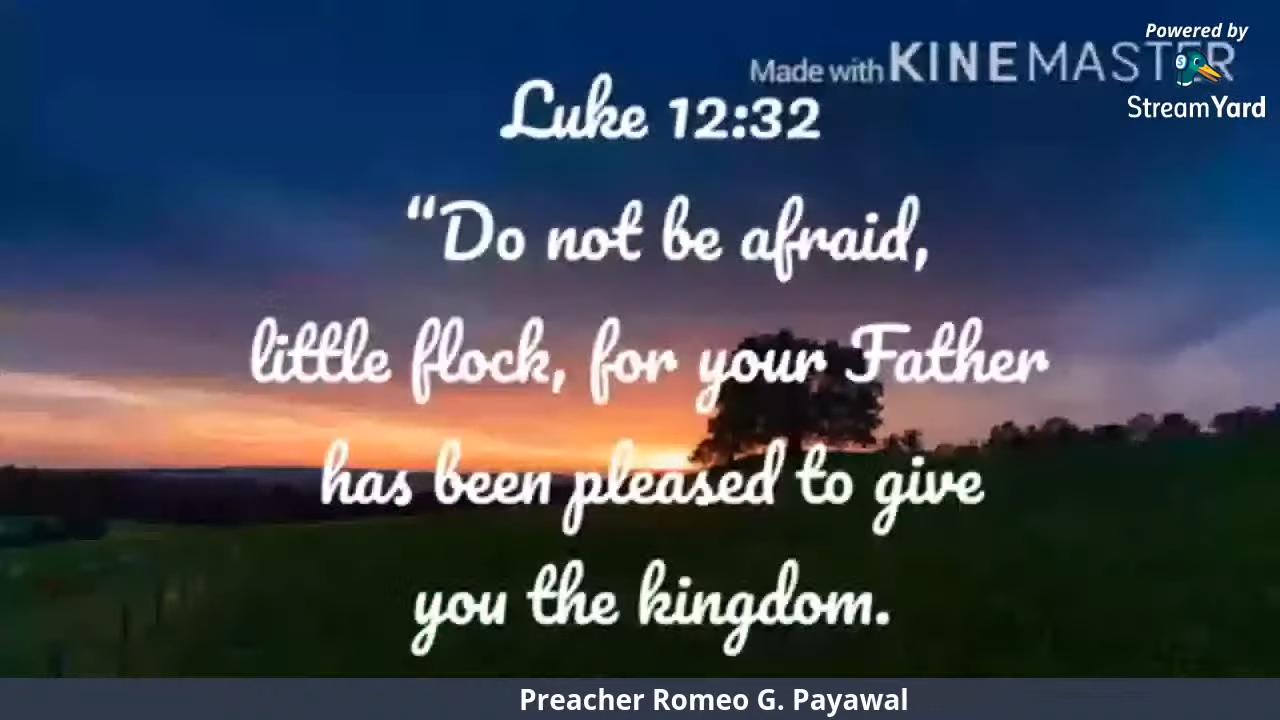 Powered by
Made with KINEMASTER
StreamYard
Luke 12:32
“Do not be afraid,
little flock, for your Father
has been pleased to give
you the kingdom.
Preacher Romeo G. Payawal